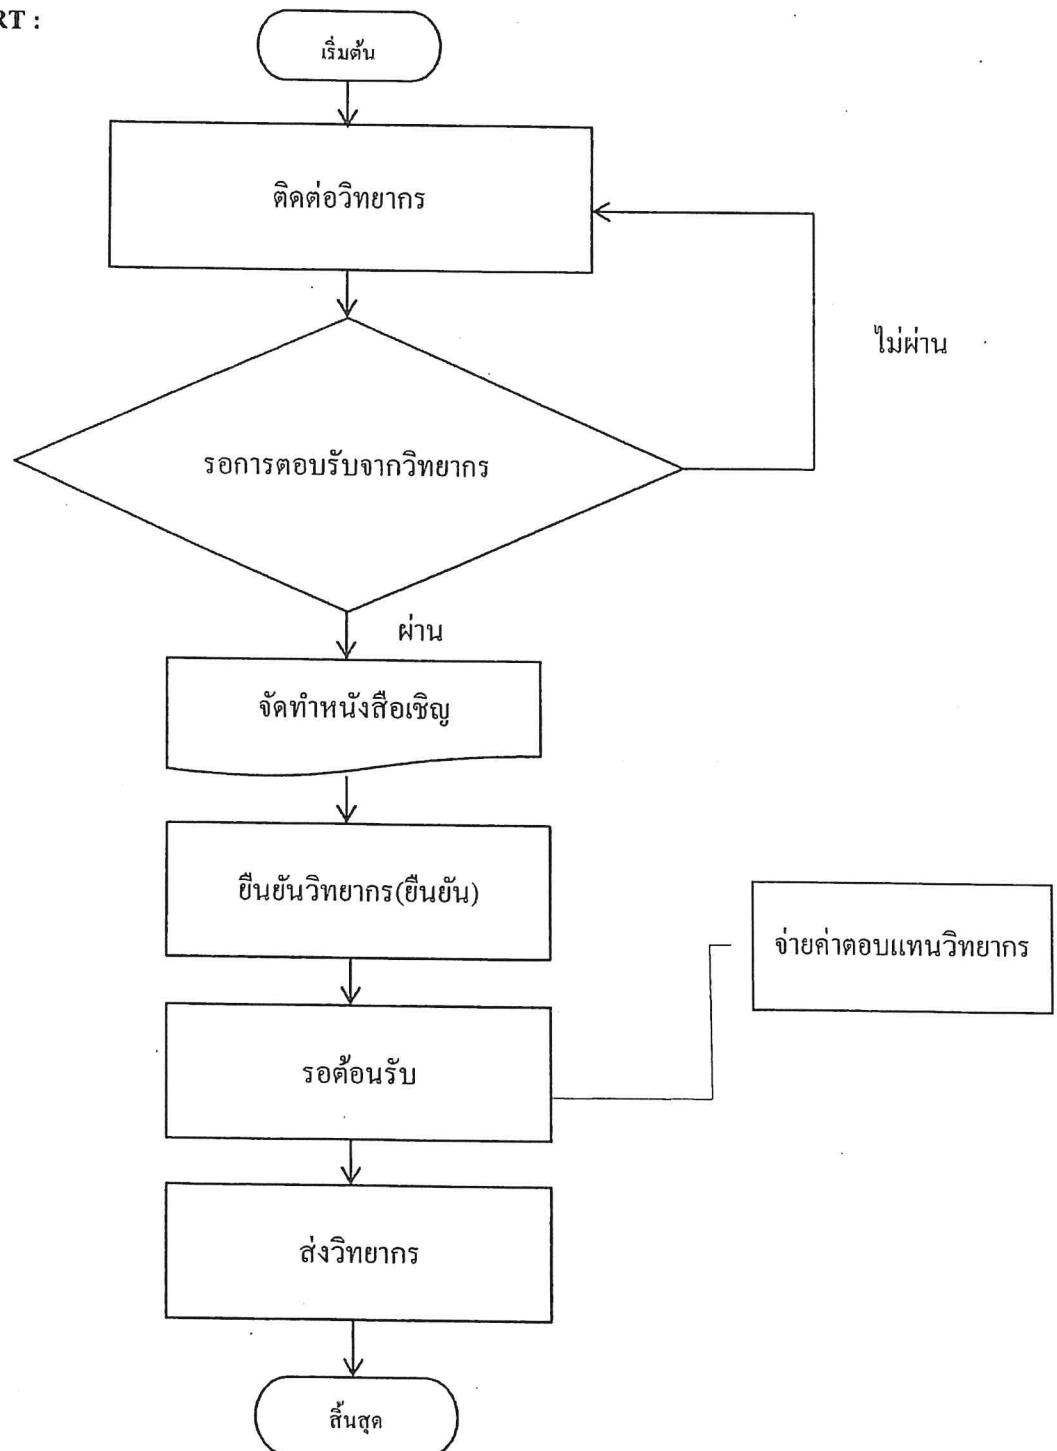 RT :
เริ่มต้น
ติดต่อวิทยากร
ไม่ผ่าน
รอการตอบรับจากวิทยากร
ผ่าน
จัดทำหนังสือเชิญ
ยืนยันวิทยากร(ยืนยัน)
จ่ายค่าตอบแทนวิทยากร
รอต้อนรับ
ส่งวิทยากร
สิ้นสุด